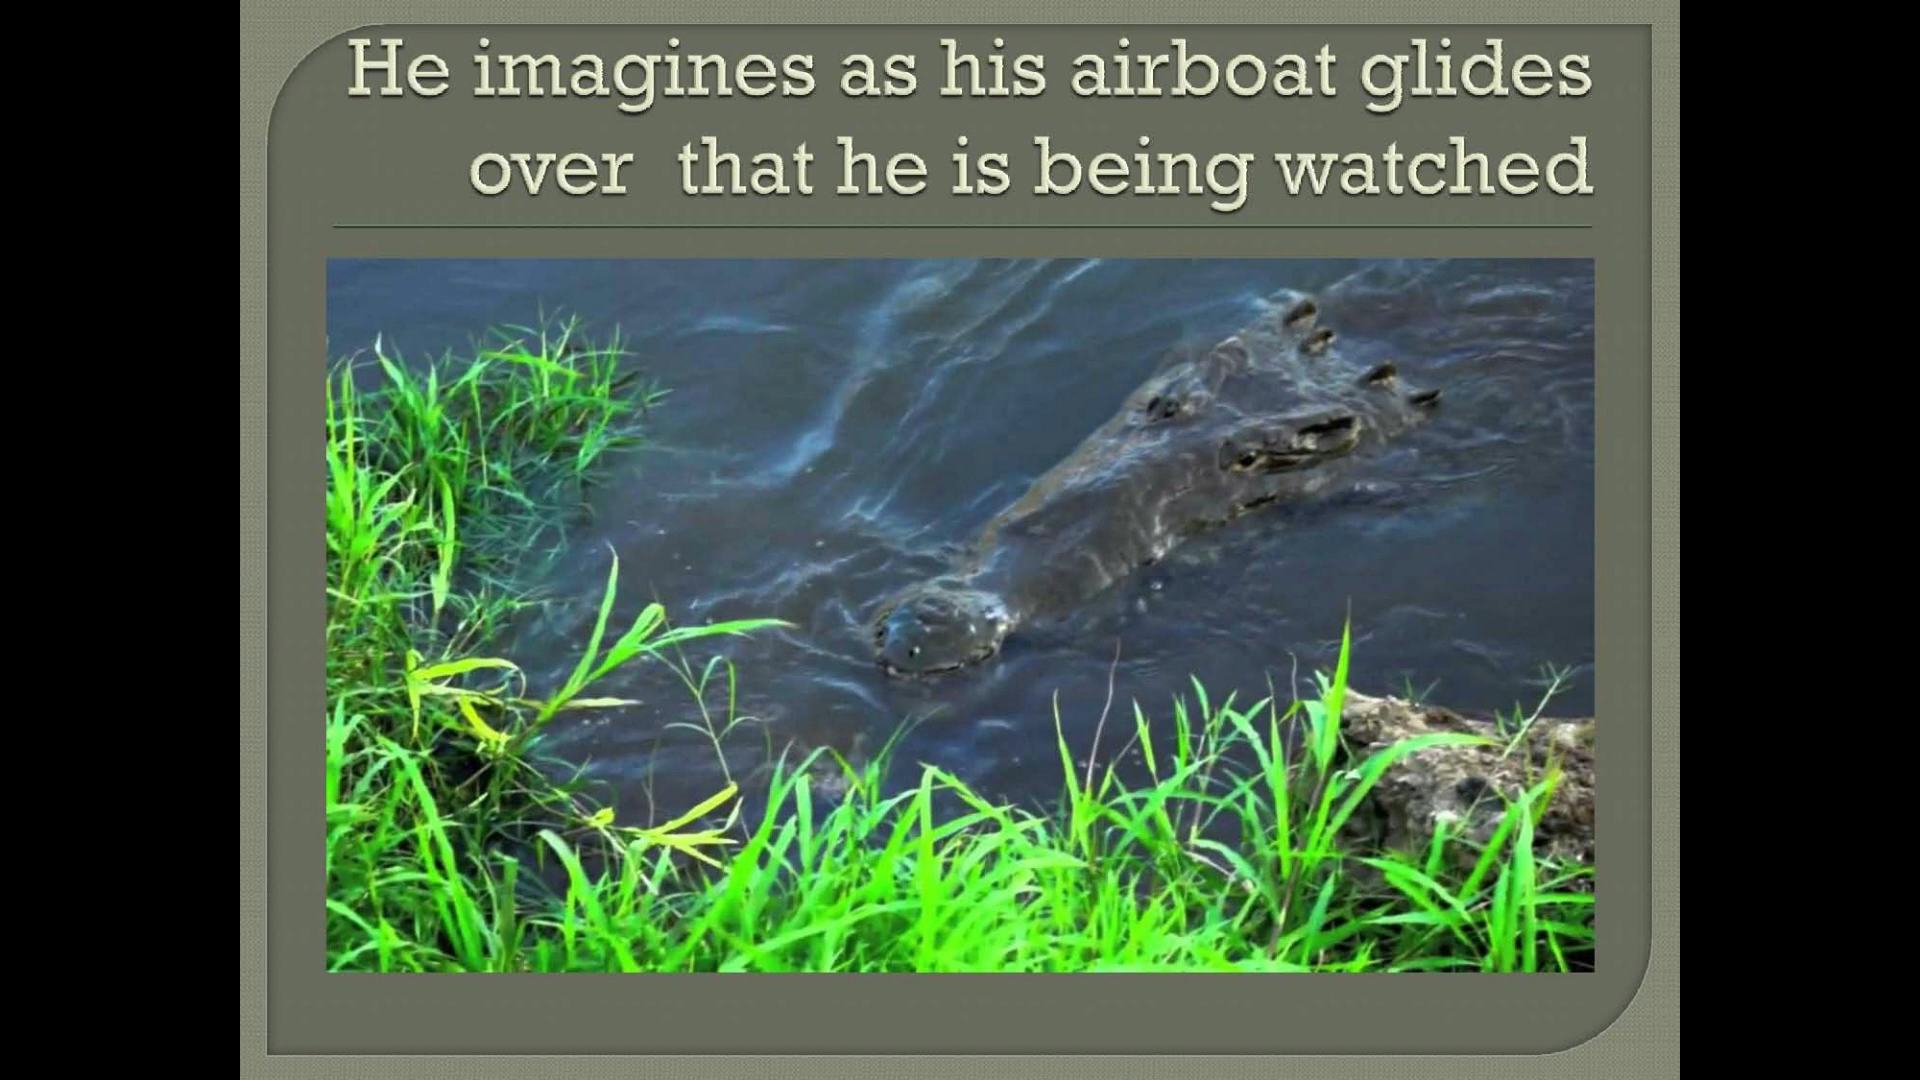 He imagines as his airboat glides
over  that he is being watched